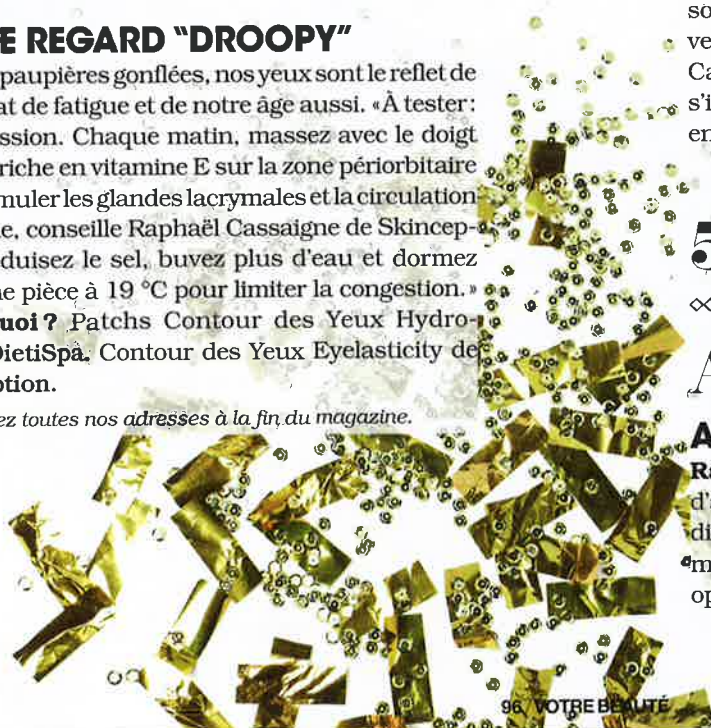 E REGARD "DROOPY"
paupières gonflées, nos yeux sont le reflet de
at de fatigue et de notre âge aussi. «À tester:
ssion. Chaque matin, massez avec le doigt
riche en vitamine E sur la zone périorbitaire
muler les glandes lacrymales et la circulation
e, conseille Raphaël Cassaigne de Skincep-
duisez le sel, buvez plus d'eau et dormez
ne pièce à 19 °C pour limiter la congestion.»
uoi ? Patchs Contour des Yeux Hydro-
DietiSpa. Contour des Yeux Eyelasticity de
ption.
ez toutes nos adresses à la fin du magazine.
so
ve
Ca
s'i
en
5
A
A
Ra
d'
di
m
op
96 VOTRE BEAUTÉ